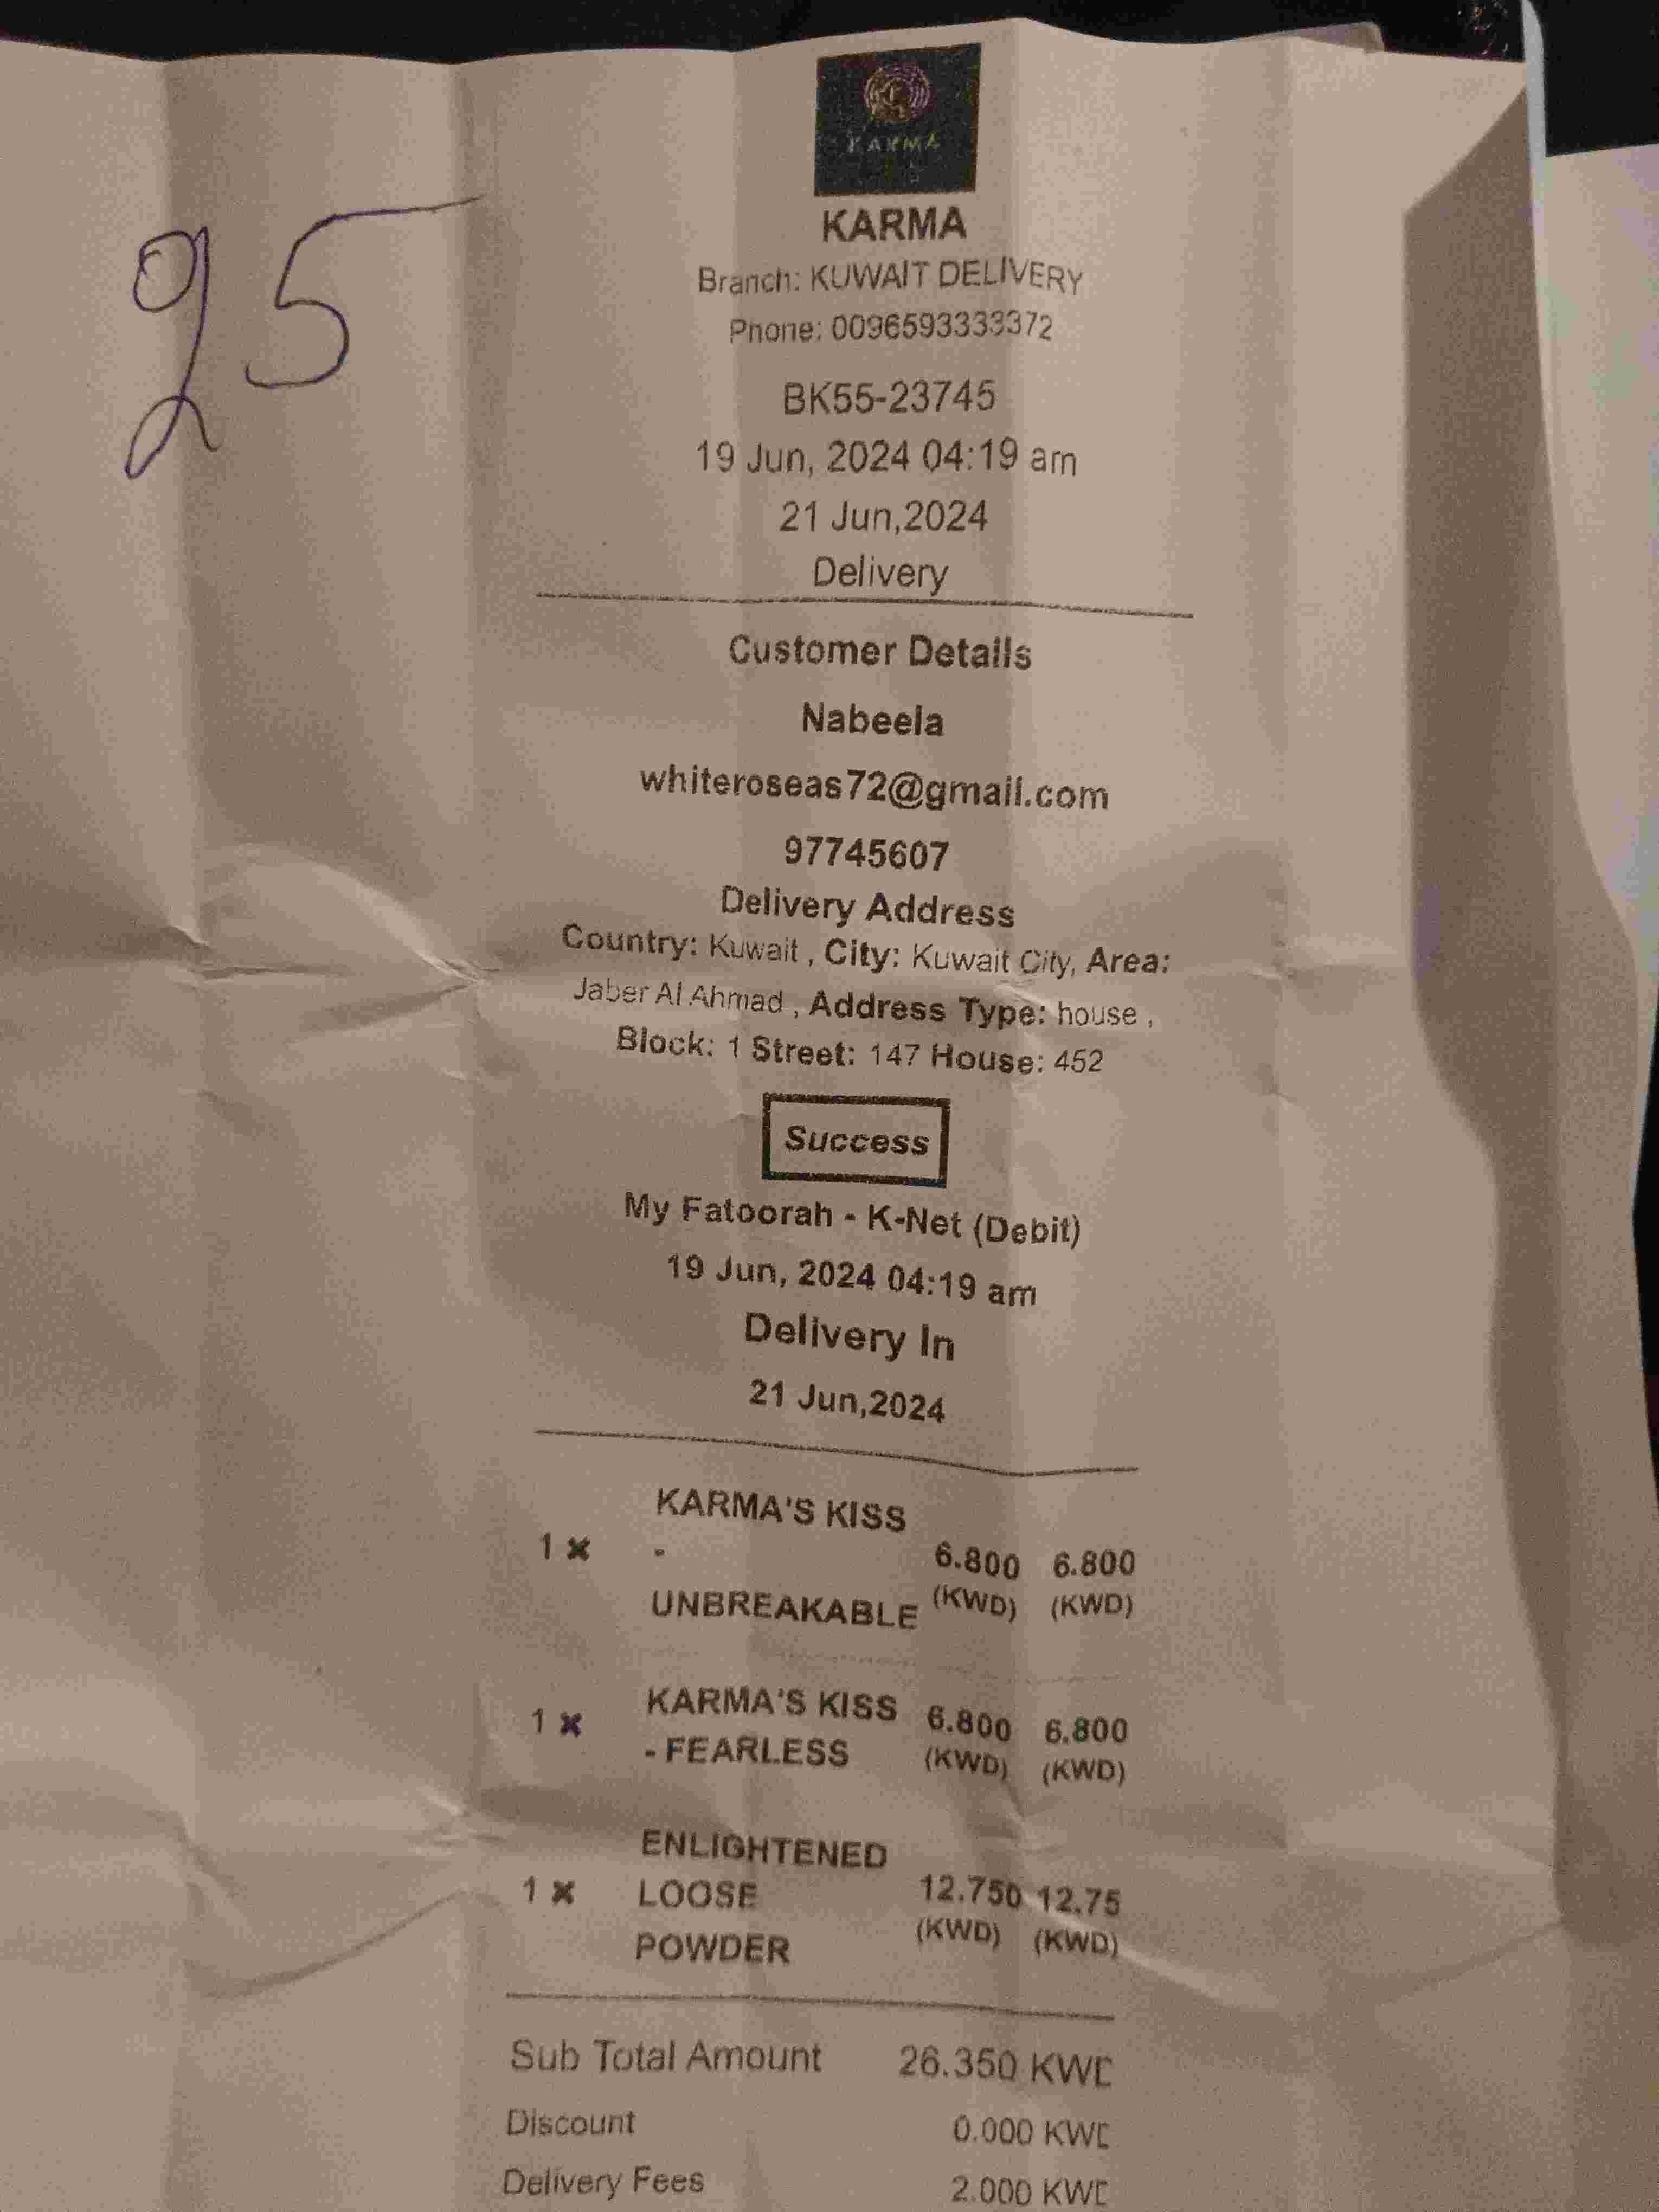 KARMA
KARMA
Branch: KUWAIT DELIVERY
Phone: 0096593333372
95
BK55-23745
19 Jun, 2024 04:19 am
21 Jun,2024
Delivery
Customer Details
Nabeela
whiteroseas72@gmail.com
97745607
Delivery Address
Country: Kuwait , City: Kuwait City, Area:
Jaber Al Ahmad , Address Type: house ,
Block: 1 Street: 147 House: 452
Success
My Fatoorah - K-Net (Debit)
19 Jun, 2024 04:19 am
Delivery In
21 Jun,2024
KARMA'S KISS
1 x - 6.800 6.800
UNBREAKABLE (KWD) (KWD)
1 x KARMA'S KISS 6.800 6.800
- FEARLESS (KWD) (KWD)
ENLIGHTENED
1 x LOOSE 12.750 12.75
POWDER (KWD) (KWD)
Sub Total Amount 26.350 KWD
Discount 0.000 KWD
Delivery Fees 2.000 KWD